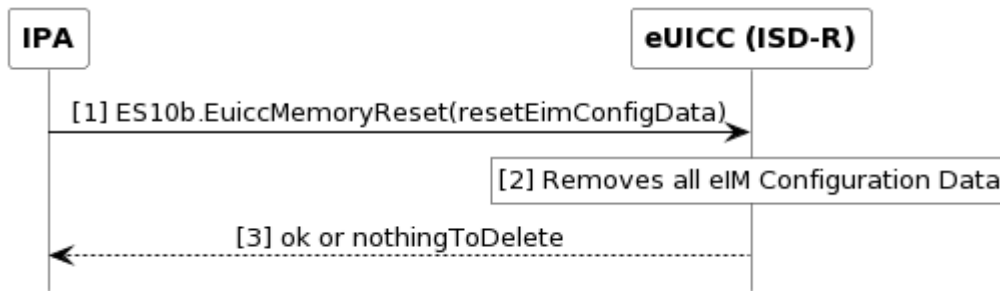 IPA
eUICC (ISD-R)
[1] ES10b.EuiccMemoryReset(resetEimConfigData)
[2] Removes all eIM Configuration Data
[3] ok or nothingToDelete